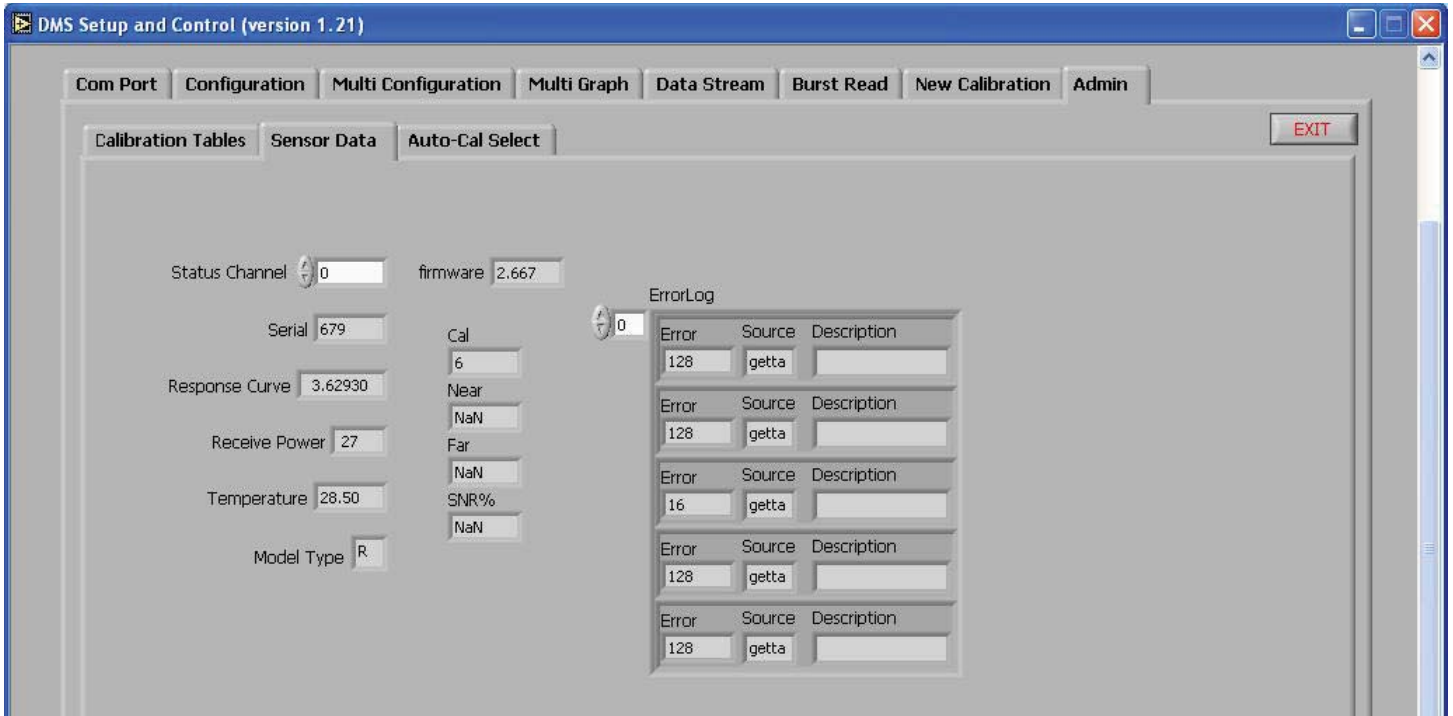 DMS Setup and Control (version 1.21)
Com Port Configuration Multi Configuration Multi Graph Data Stream Burst Read New Calibration Admin
Calibration Tables Sensor Data Auto-Cal Select EXIT
Status Channel 0 firmware 2.667
ErrorLog
Serial 679 Cal 0 Error Source Description
6 128 getta
Response Curve 3.62930 Near
NaN Error Source Description
Receive Power 27 Far 128 getta
NaN Error Source Description
Temperature 28.50 SNR% 16 getta
NaN
Model Type R Error Source Description
128 getta
Error Source Description
128 getta